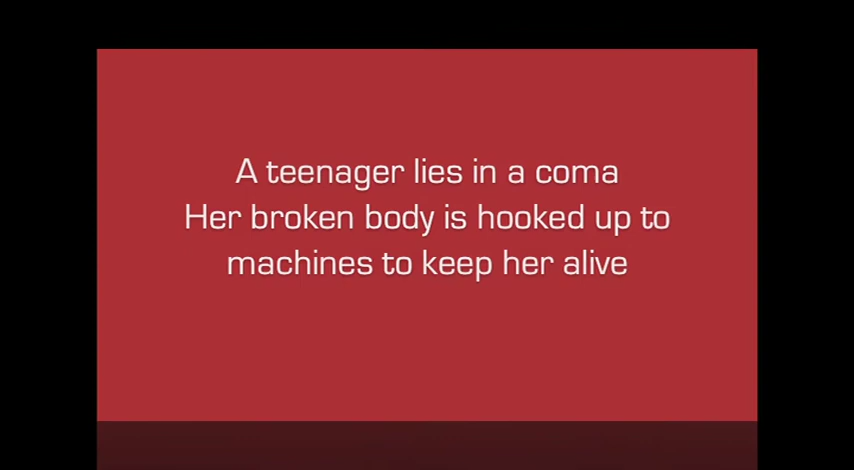 A teenager lies in a coma
Her broken body is hooked up to
machines to keep her alive